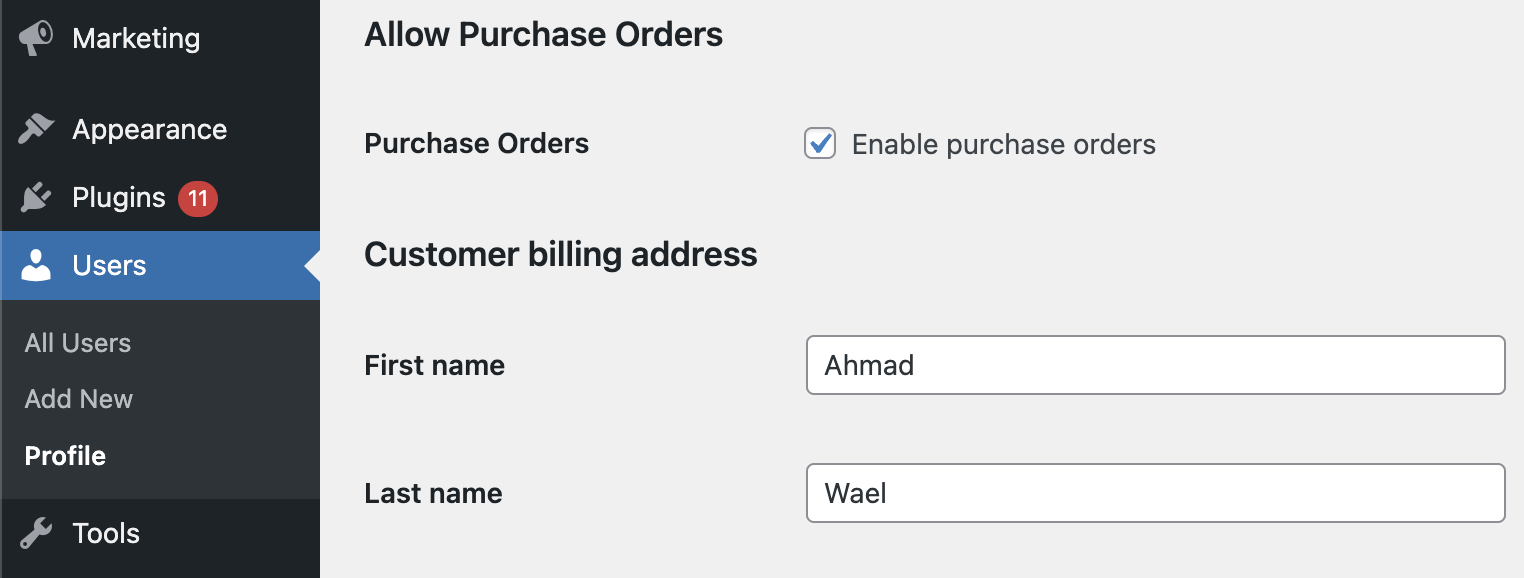 Marketing
Appearance
Plugins 11
Users
All Users
Add New
Profile
Tools
Allow Purchase Orders
Purchase Orders Enable purchase orders
Customer billing address
First name Ahmad
Last name Wael